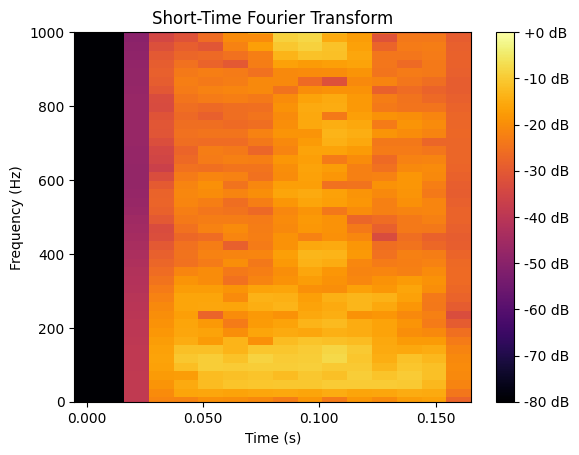 Short-Time Fourier Transform
1000
800
600
400
200
0
Frequency (Hz)
0.000
0.050
0.100
0.150
Time (s)
+0 dB
-10 dB
-20 dB
-30 dB
-40 dB
-50 dB
-60 dB
-70 dB
-80 dB